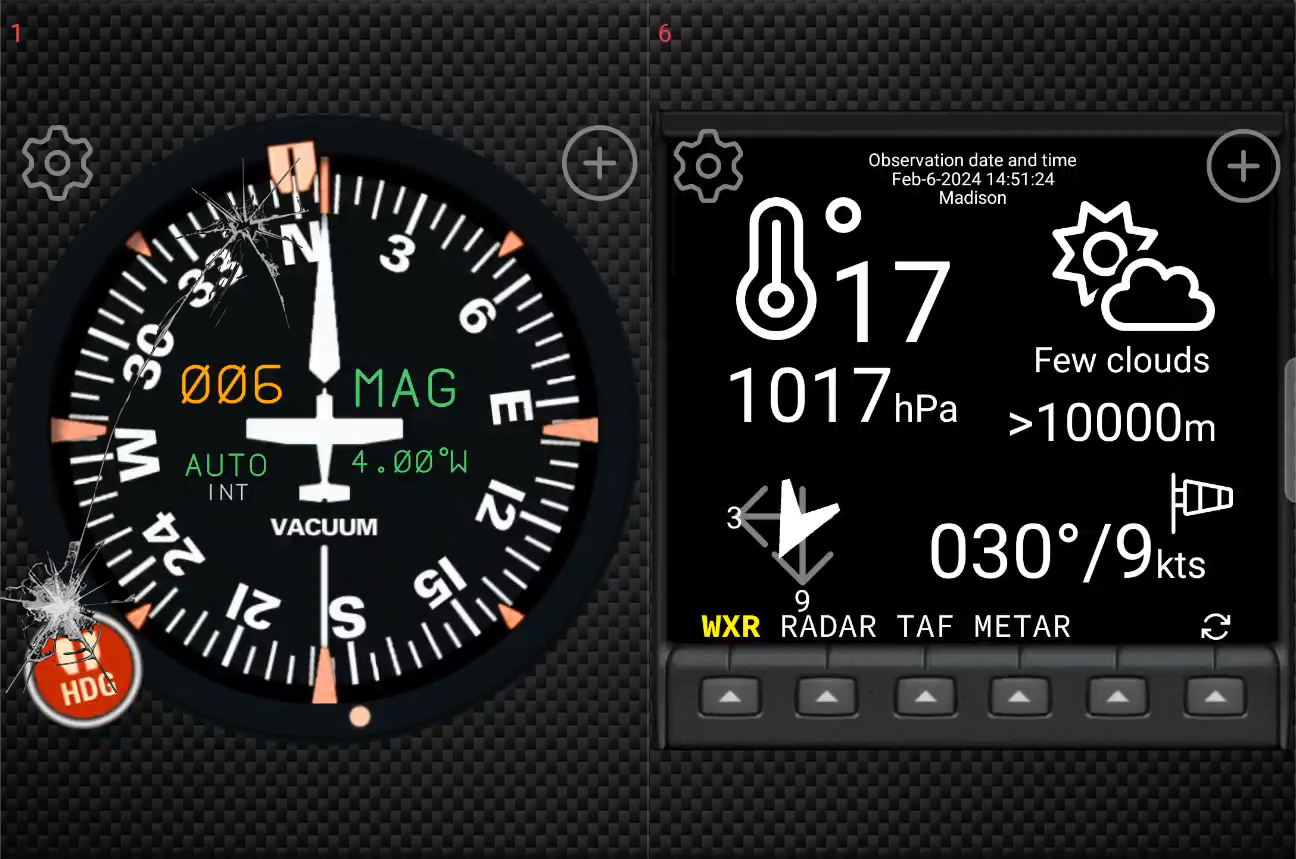 1
N
3
6
E
12
15
S
21
24
W
30
33
006 MAG
AUTO 4.00°W
INT
VACUUM
HDG
6
Observation date and time
Feb-6-2024 14:51:24
Madison
°17
1017hPa
Few clouds
>10000m
3
9
030°/9kts
WXR RADAR TAF METAR